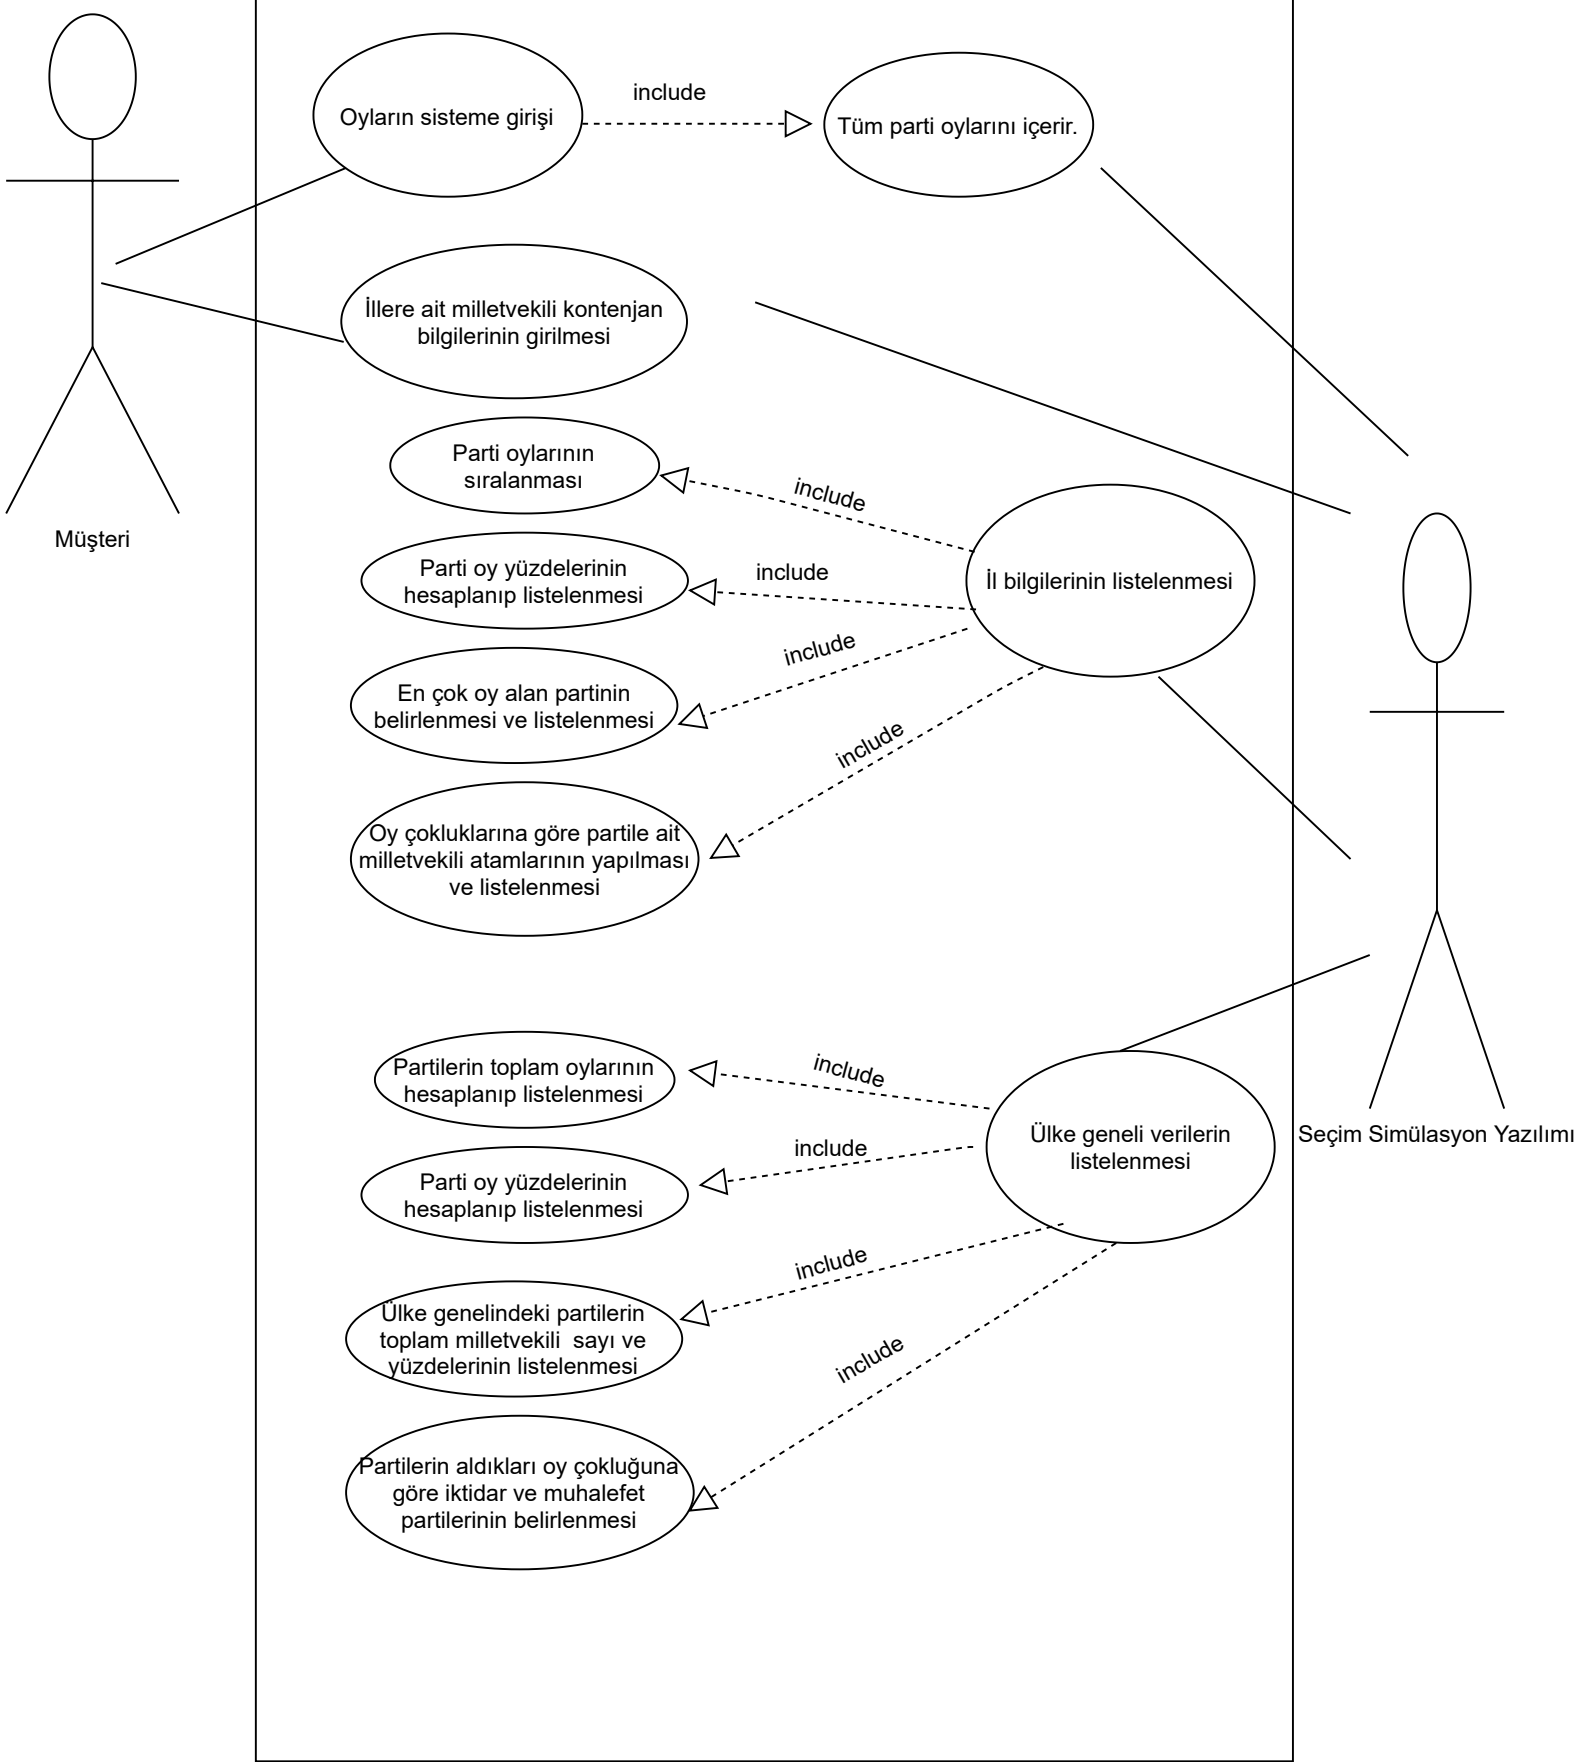 Oyların sisteme girişi
include
Tüm parti oylarını içerir.
İllere ait milletvekili kontenjan
bilgilerinin girilmesi
Parti oylarının
sıralanması
include
Müşteri
Parti oy yüzdelerinin
hesaplanıp listelenmesi
include
İl bilgilerinin listelenmesi
En çok oy alan partinin
belirlenmesi ve listelenmesi
include
include
Oy çokluklarına göre partile ait
milletvekili atamlarının yapılması
ve listelenmesi
Partilerin toplam oylarının
hesaplanıp listelenmesi
include
Ülke geneli verilerin
listelenmesi
Seçim Simülasyon Yazılımı
Parti oy yüzdelerinin
hesaplanıp listelenmesi
include
Ülke genelindeki partilerin
toplam milletvekili  sayı ve
yüzdelerinin listelenmesi
include
include
Partilerin aldıkları oy çokluğuna
göre iktidar ve muhalefet
partilerinin belirlenmesi